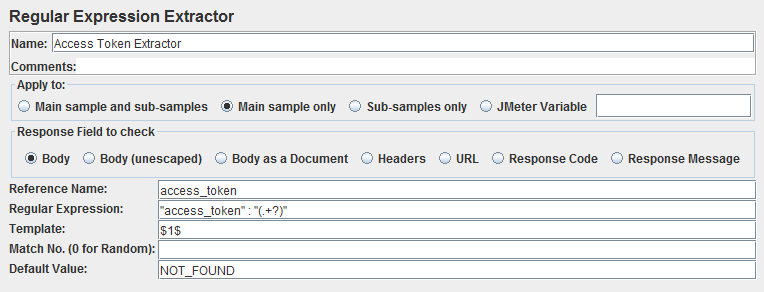 Regular Expression Extractor
Name: Access Token Extractor
Comments:
Apply to:
Main sample and sub-samples Main sample only Sub-samples only JMeter Variable
Response Field to check
Body Body (unescaped) Body as a Document Headers URL Response Code Response Message
Reference Name: access_token
Regular Expression: "access_token" : "(.+?)"
Template: $1$
Match No. (0 for Random):
Default Value: NOT_FOUND